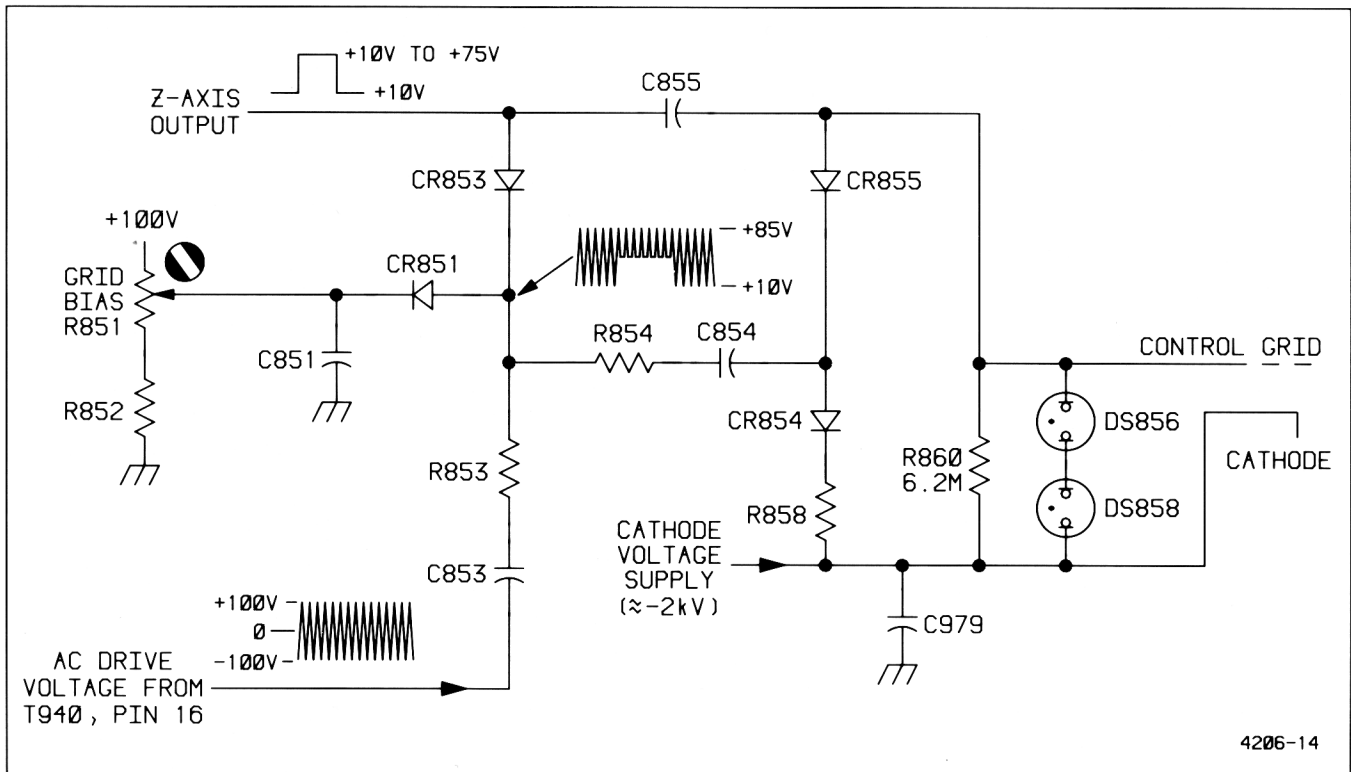 +10V TO +75V
+10V
Z-AXIS
OUTPUT
C855
CR853
CR855
+100V
GRID
BIAS
R851
CR851
+85V
+10V
R854
C854
C851
R852
CONTROL GRID
CR854
DS856
R853
R860
6.2M
CATHODE
R858
DS858
CATHODE
VOLTAGE
SUPPLY
(≈-2kV)
C853
C979
+100V
0
-100V
AC DRIVE
VOLTAGE FROM
T940, PIN 16
4206-14